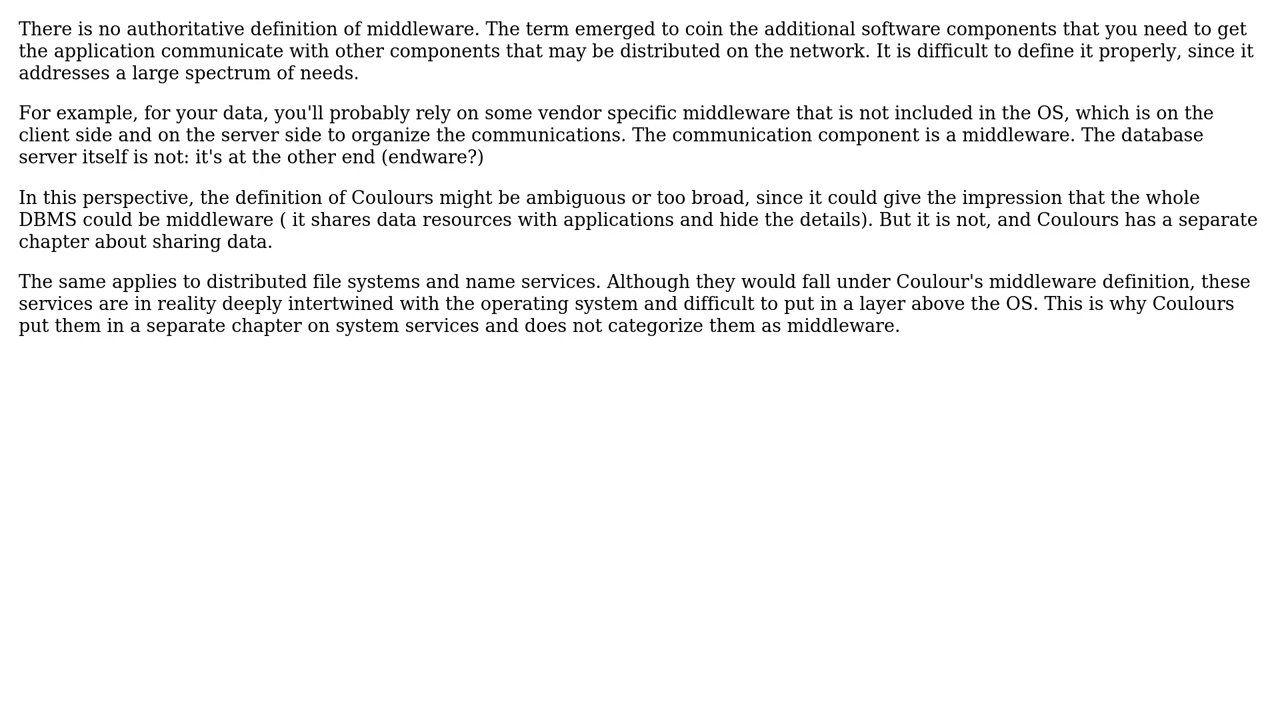 There is no authoritative definition of middleware. The term emerged to coin the additional software components that you need to get
the application communicate with other components that may be distributed on the network. It is difficult to define it properly, since it
addresses a large spectrum of needs.
For example, for your data, you'll probably rely on some vendor specific middleware that is not included in the OS, which is on the
client side and on the server side to organize the communications. The communication component is a middleware. The database
server itself is not: it's at the other end (endware?)
In this perspective, the definition of Coulours might be ambiguous or too broad, since it could give the impression that the whole
DBMS could be middleware ( it shares data resources with applications and hide the details). But it is not, and Coulours has a separate
chapter about sharing data.
The same applies to distributed file systems and name services. Although they would fall under Coulour's middleware definition, these
services are in reality deeply intertwined with the operating system and difficult to put in a layer above the OS. This is why Coulours
put them in a separate chapter on system services and does not categorize them as middleware.